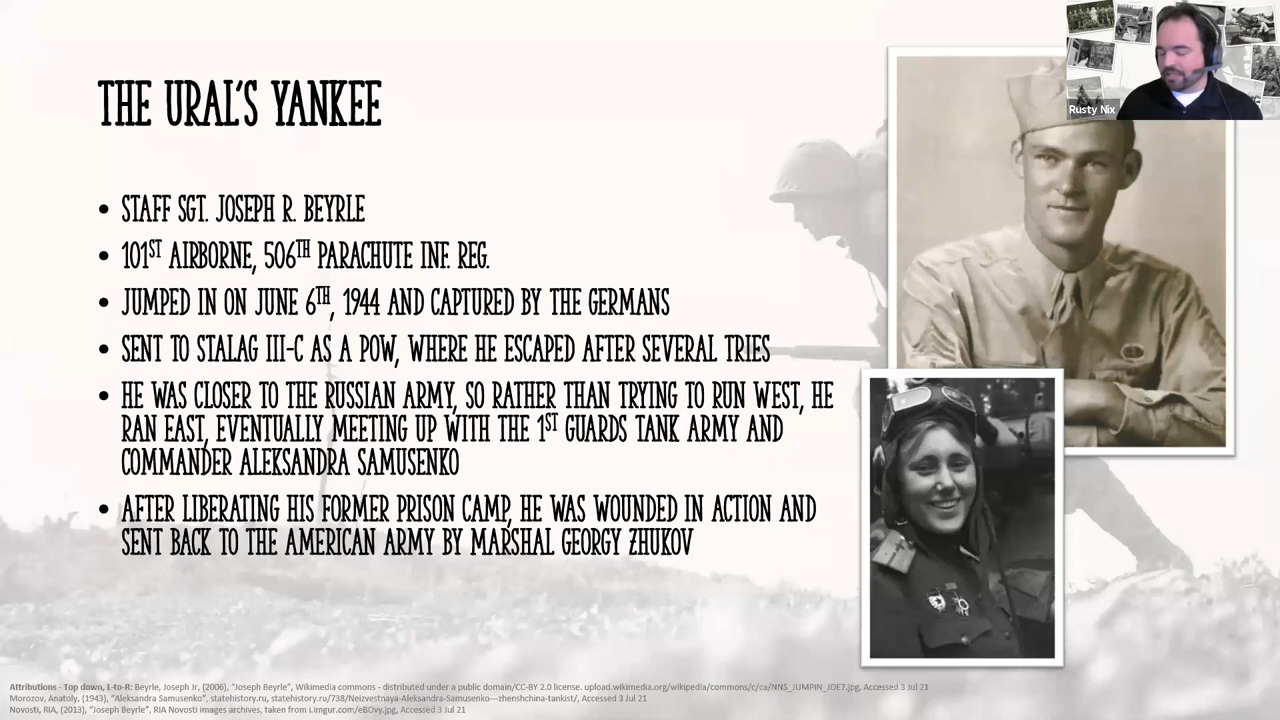 THE URAL'S YANKEE
Rusty Nix
• STAFF SGT. JOSEPH R. BEYRLE
• 101ST AIRBORNE, 506TH PARACHUTE INF. REG.
• JUMPED IN ON JUNE 6TH, 1944 AND CAPTURED BY THE GERMANS
• SENT TO STALAG III-C AS A POW, WHERE HE ESCAPED AFTER SEVERAL TRIES
• HE WAS CLOSER TO THE RUSSIAN ARMY, SO RATHER THAN TRYING TO RUN WEST, HE
RAN EAST, EVENTUALLY MEETING UP WITH THE 1ST GUARDS TANK ARMY AND
COMMANDER ALEKSANDRA SAMUSENKO
• AFTER LIBERATING HIS FORMER PRISON CAMP, HE WAS WOUNDED IN ACTION AND
SENT BACK TO THE AMERICAN ARMY BY MARSHAL GEORGY ZHUKOV
Attributions - Top down, L-to-R: Beyrle, Joseph Jr, (2006), "Joseph Beyrle", Wikimedia commons - distributed under a public domain/CC-BY 2.0 license. upload.wikimedia.org/wikipedia/commons/c/ca/NNS_JUMPIN_JOE7.jpg, Accessed 3 Jul 21
Morozov, Anatoly, (1943), "Aleksandra Samusenko", statehistory.ru, statehistory.ru/738/Neizvestnaya-Aleksandra-Samusenko---zhenshchina-tankist/, Accessed 3 Jul 21
Novosti, RIA, (2013), "Joseph Beyrle", RIA Novosti images archives, taken from i.imgur.com/eBOvy.jpg, Accessed 3 Jul 21